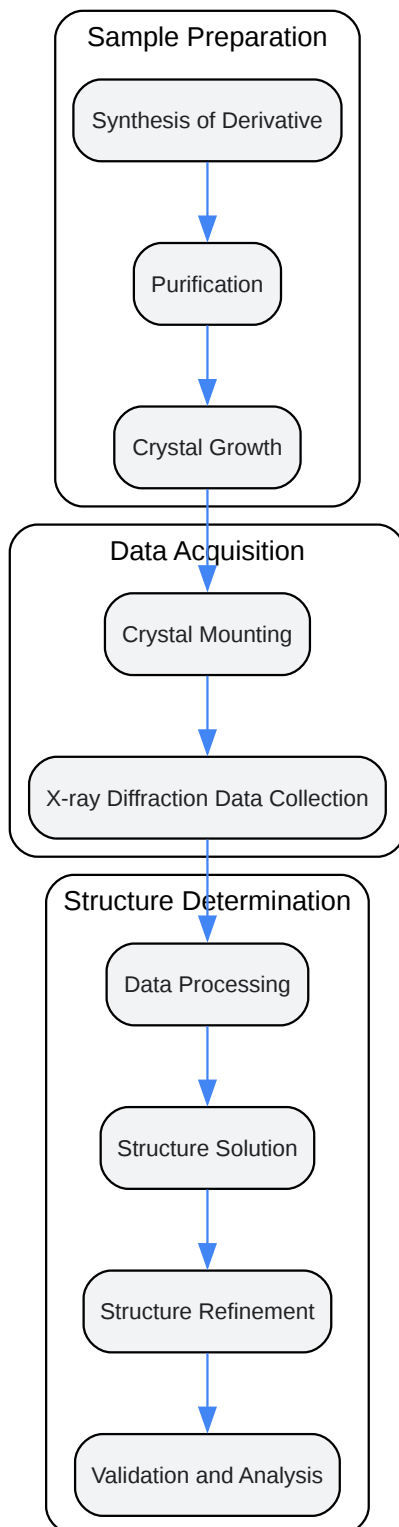 Sample Preparation
Synthesis of Derivative
Purification
Crystal Growth
Data Acquisition
Crystal Mounting
X-ray Diffraction Data Collection
Structure Determination
Data Processing
Structure Solution
Structure Refinement
Validation and Analysis